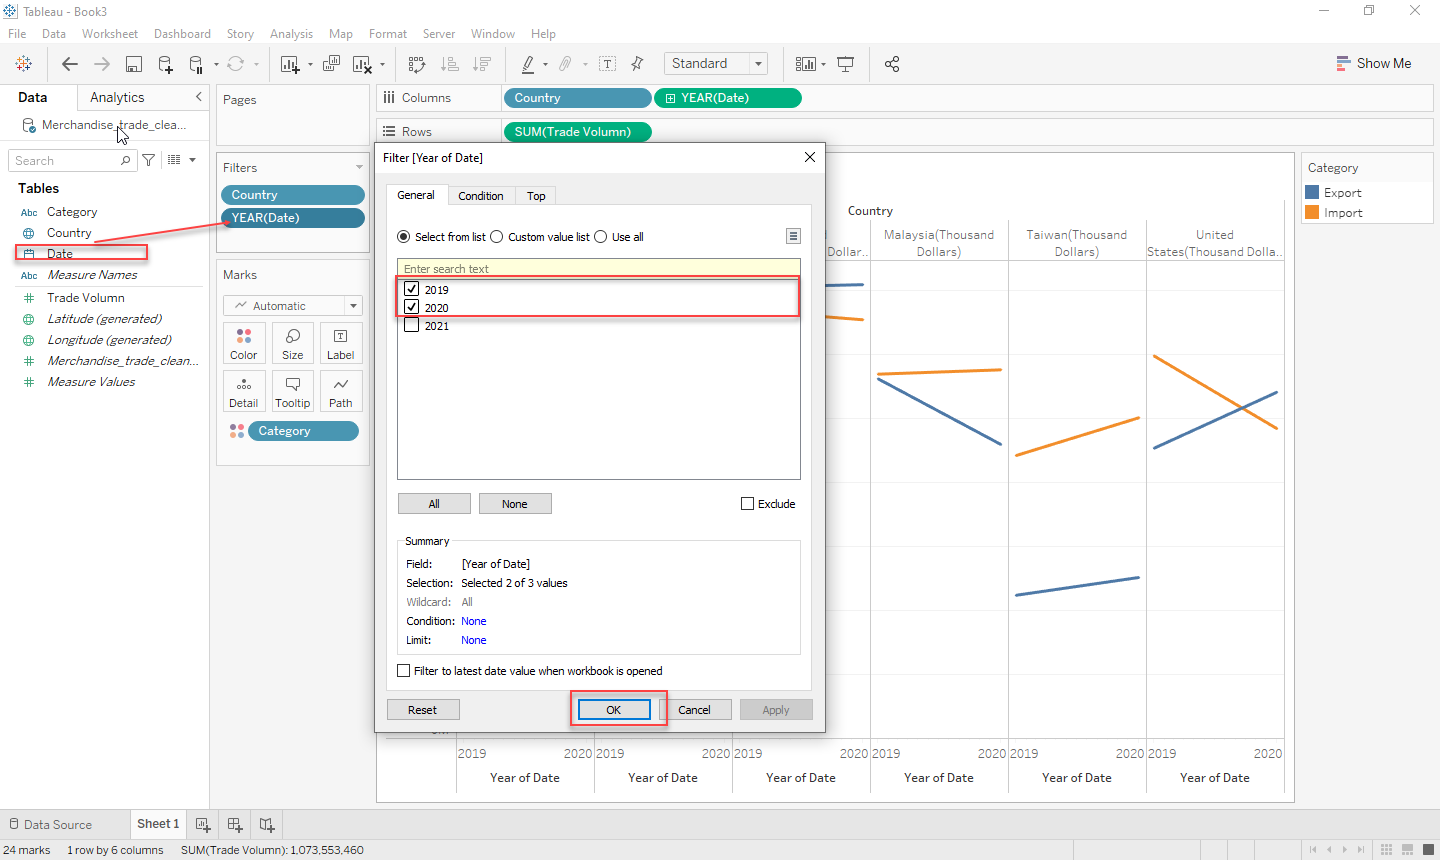 Tableau - Book3
File Data Worksheet Dashboard Story Analysis Map Format Server Window Help
Standard
Show Me
Data Analytics
Merchandise_trade_clea...
Search
Tables
Abc Category
Country
Date
Abc Measure Names
Trade Volumn
Latitude (generated)
Longitude (generated)
Merchandise_trade_clean...
Measure Values
Pages
Filters
Country
YEAR(Date)
Marks
Automatic
Color Size Label
Detail Tooltip Path
Category
Columns Country YEAR(Date)
Rows SUM(Trade Volumn)
Filter [Year of Date]
General Condition Top
Select from list Custom value list Use all
Enter search text
2019
2020
2021
All None Exclude
Summary
Field: [Year of Date]
Selection: Selected 2 of 3 values
Wildcard: All
Condition: None
Limit: None
Filter to latest date value when workbook is opened
Reset OK Cancel Apply
Country
Dollar..
Malaysia(Thousand
Dollars)
Taiwan(Thousand
Dollars)
United
States(Thousand Dolla..
2019 2020 2019 2020 2019 2020 2019 2020 2019 2020 2019 2020
Year of Date Year of Date Year of Date Year of Date Year of Date Year of Date
Category
Export
Import
Data Source Sheet 1
24 marks 1 row by 6 columns SUM(Trade Volumn): 1,073,553,460